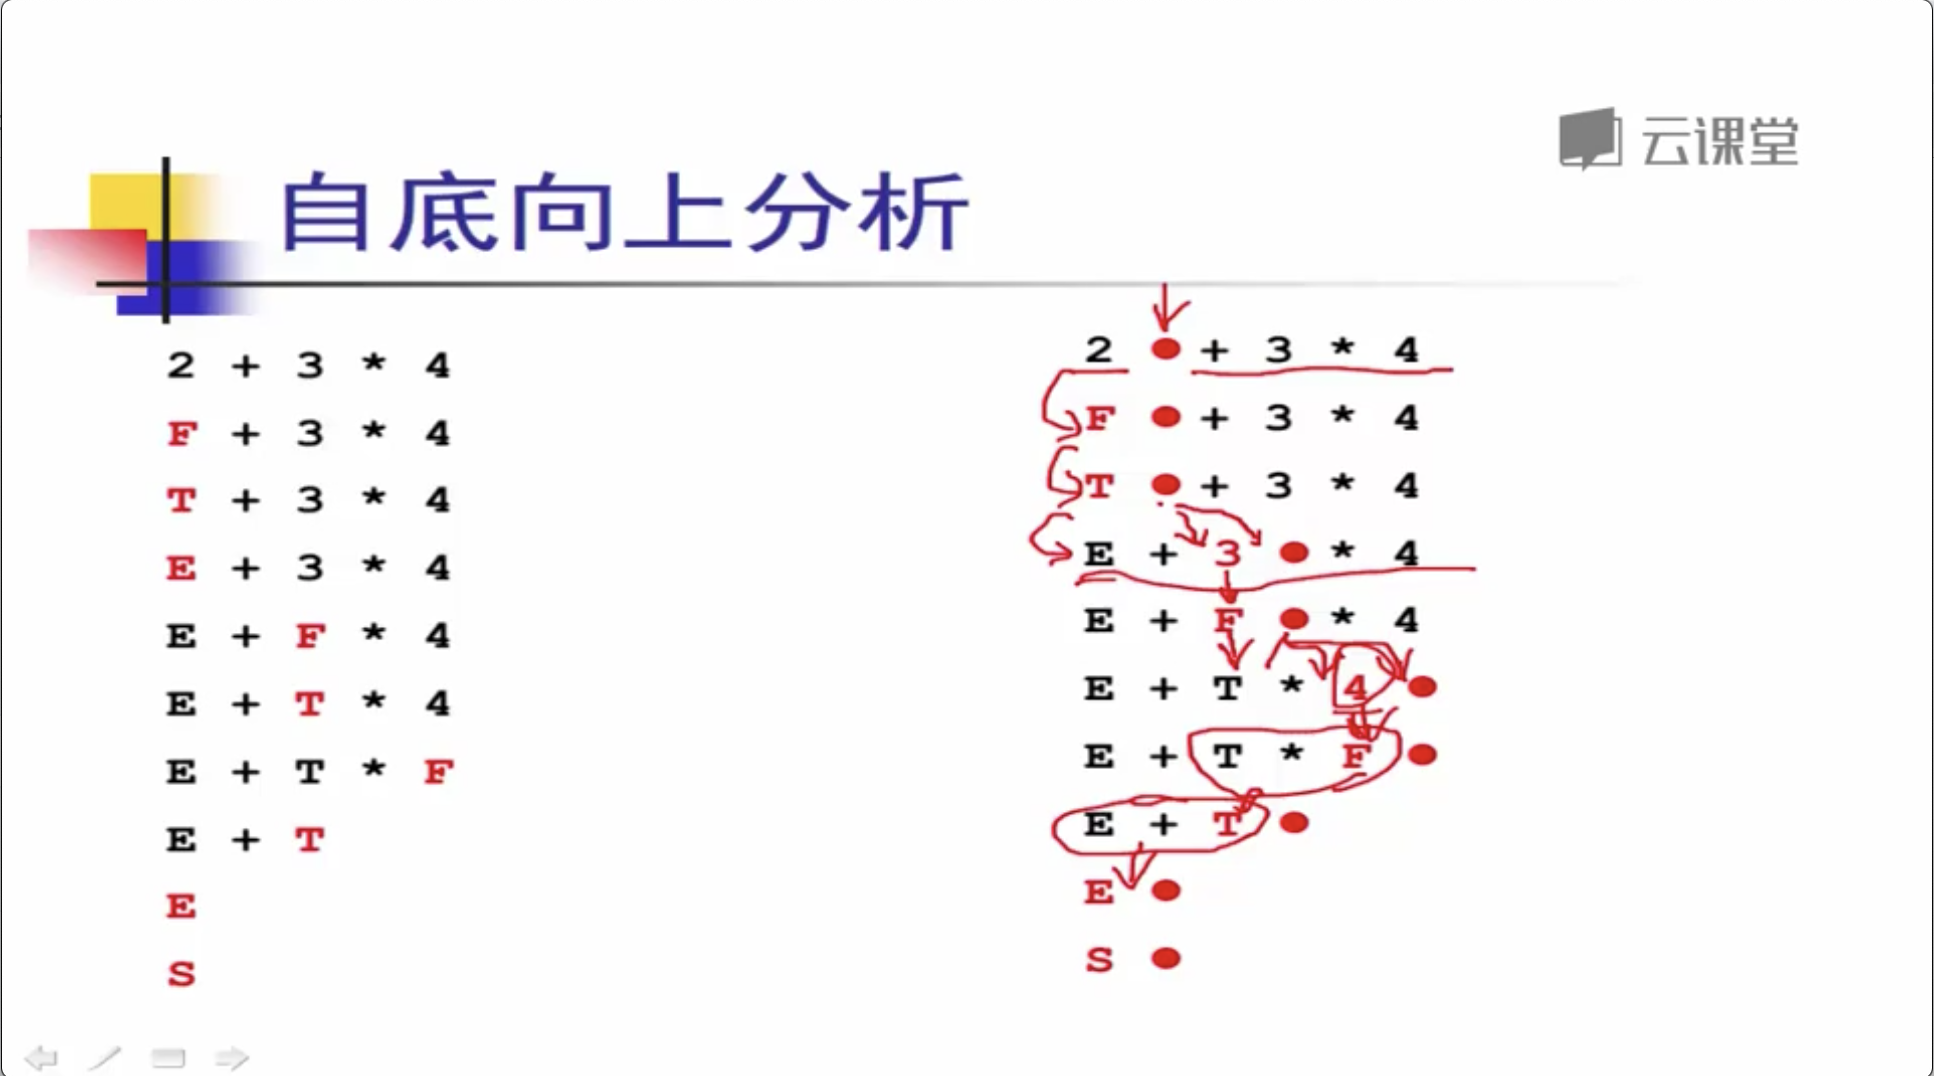 云课堂
自底向上分析
2 + 3 * 4
F + 3 * 4
T + 3 * 4
E + 3 * 4
E + F * 4
E + T * 4
E + T * F
E + T
E
S
2 ● + 3 * 4
F ● + 3 * 4
T ● + 3 * 4
E + 3 ● * 4
E + F ● * 4
E + T * 4 ●
E + T * F ●
E + T ●
E ●
S ●